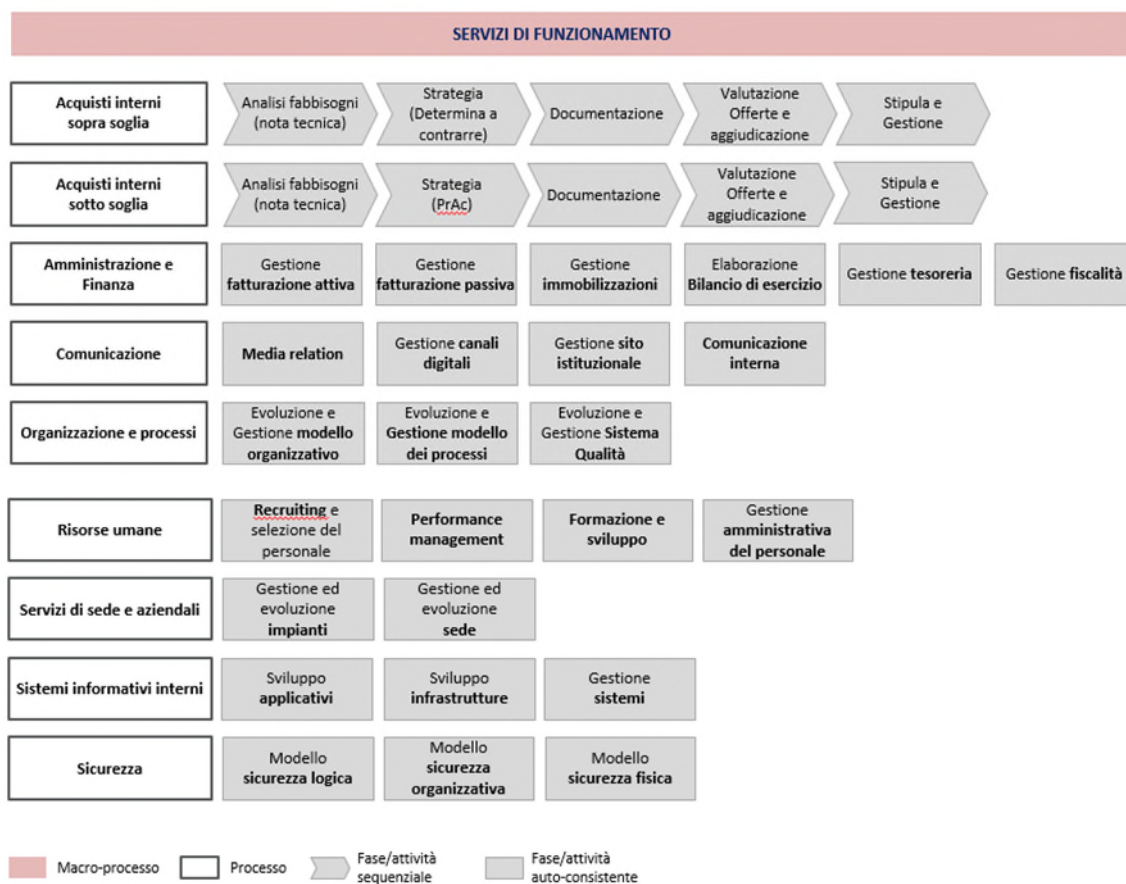 SERVIZI DI FUNZIONAMENTO
Acquisti interni
sopra soglia
Analisi fabbisogni
(nota tecnica)
Strategia
(Determina a
contrarre)
Documentazione
Valutazione
Offerte e
aggiudicazione
Stipula e
Gestione
Acquisti interni
sotto soglia
Analisi fabbisogni
(nota tecnica)
Strategia
(PrAc)
Documentazione
Valutazione
Offerte e
aggiudicazione
Stipula e
Gestione
Amministrazione e
Finanza
Gestione
fatturazione attiva
Gestione
fatturazione passiva
Gestione
immobilizzazioni
Elaborazione
Bilancio di esercizio
Gestione tesoreria
Gestione fiscalità
Comunicazione
Media relation
Gestione canali
digitali
Gestione sito
istituzionale
Comunicazione
interna
Organizzazione e processi
Evoluzione e
Gestione modello
organizzativo
Evoluzione e
Gestione modello
dei processi
Evoluzione e
Gestione Sistema
Qualità
Risorse umane
Recruiting e
selezione del
personale
Performance
management
Formazione e
sviluppo
Gestione
amministrativa
del personale
Servizi di sede e aziendali
Gestione ed
evoluzione
impianti
Gestione ed
evoluzione
sede
Sistemi informativi interni
Sviluppo
applicativi
Sviluppo
infrastrutture
Gestione
sistemi
Sicurezza
Modello
sicurezza logica
Modello
sicurezza
organizzativa
Modello
sicurezza fisica
Macro-processo
Processo
Fase/attività
sequenziale
Fase/attività
auto-consistente